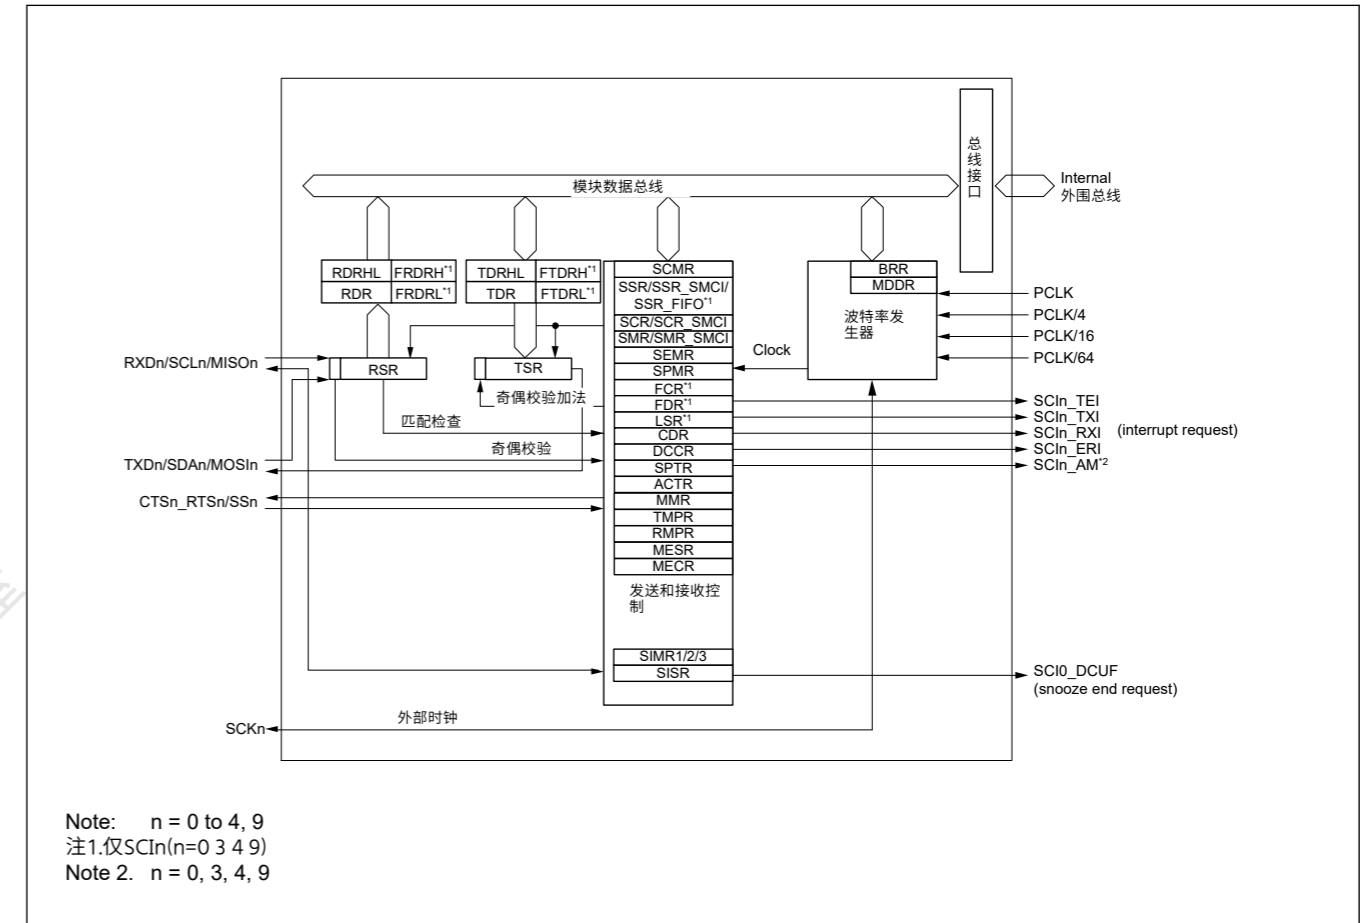 总线接口
模块数据总线
Internal
外围总线
RDRHL FRDRH*1
RDR FRDRL*1
TDRHL FTDRH*1
TDR FTDRL*1
SCMR
SSR/SSR_SMCI/
SSR_FIFO*1
SCR/SCR_SMCI
SMR/SMR_SMCI
SEMR
SPMR
FCR*1
FDR*1
LSR*1
CDR
DCCR
SPTR
ACTR
MMR
TMPR
RMPR
MESR
MECR
发送和接收控
制
SIMR1/2/3
SISR
BRR
MDDR
波特率发
生器
Clock
PCLK
PCLK/4
PCLK/16
PCLK/64
RXDn/SCLn/MISOn
RSR
TSR
奇偶校验加法
匹配检查
奇偶校验
TXDn/SDAn/MOSIn
CTSn_RTSn/SSn
SCIn_TEI
SCIn_TXI
SCIn_RXI
SCIn_ERI
SCIn_AM*2
(interrupt request)
SCI0_DCUF
(snooze end request)
外部时钟
SCKn
Note: n = 0 to 4, 9
注1.仅SCIn(n=0 3 4 9)
Note 2. n = 0, 3, 4, 9